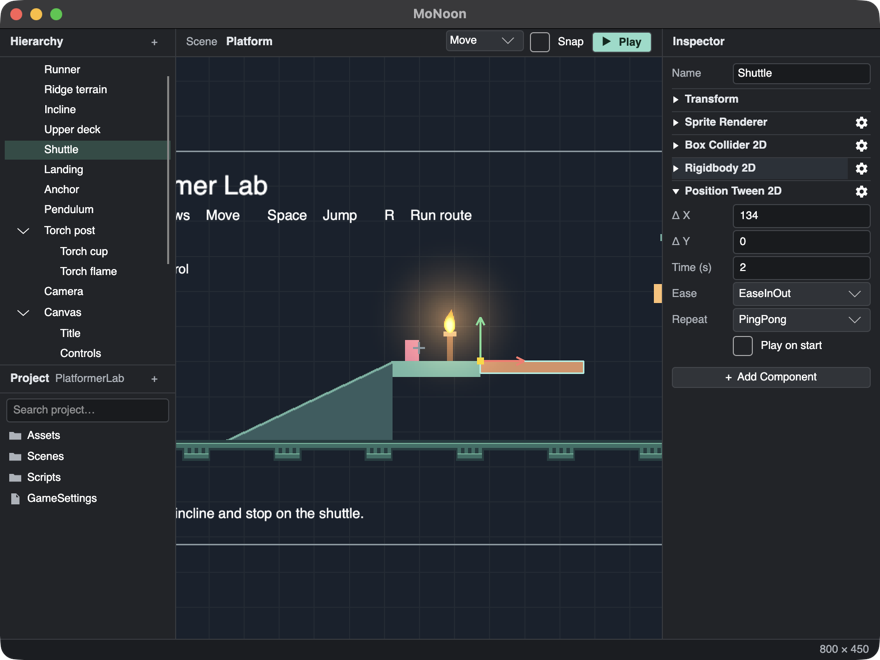 MoNoon
Hierarchy +
Scene Platform
Move
Snap
Play
Inspector
Runner
Ridge terrain
Incline
Upper deck
Shuttle
Landing
Anchor
Pendulum
Torch post
Torch cup
Torch flame
Camera
Canvas
Title
Controls
Project PlatformerLab +
Search project...
Assets
Scenes
Scripts
GameSettings
mer Lab
ws Move Space Jump R Run route
rol
incline and stop on the shuttle.
Name Shuttle
Transform
Sprite Renderer
Box Collider 2D
Rigidbody 2D
Position Tween 2D
Δ X 134
Δ Y 0
Time (s) 2
Ease EaseInOut
Repeat PingPong
Play on start
+ Add Component
800 × 450